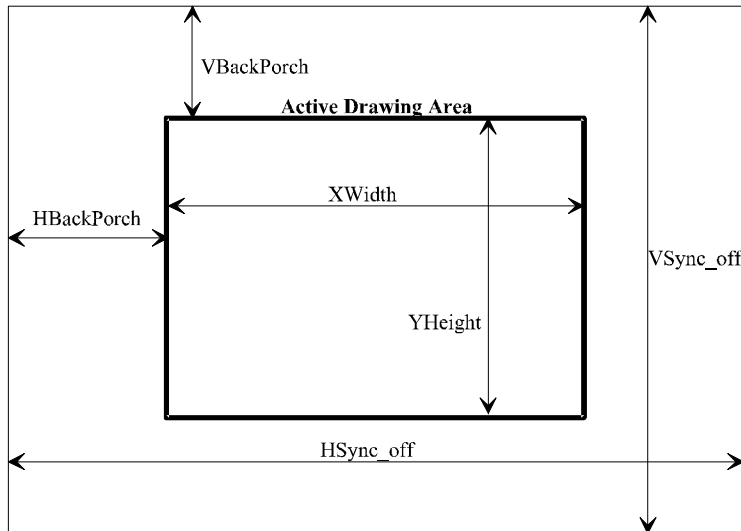 VBackPorch
Active Drawing Area
XWidth
HBackPorch
VSync_off
YHeight
HSync_off